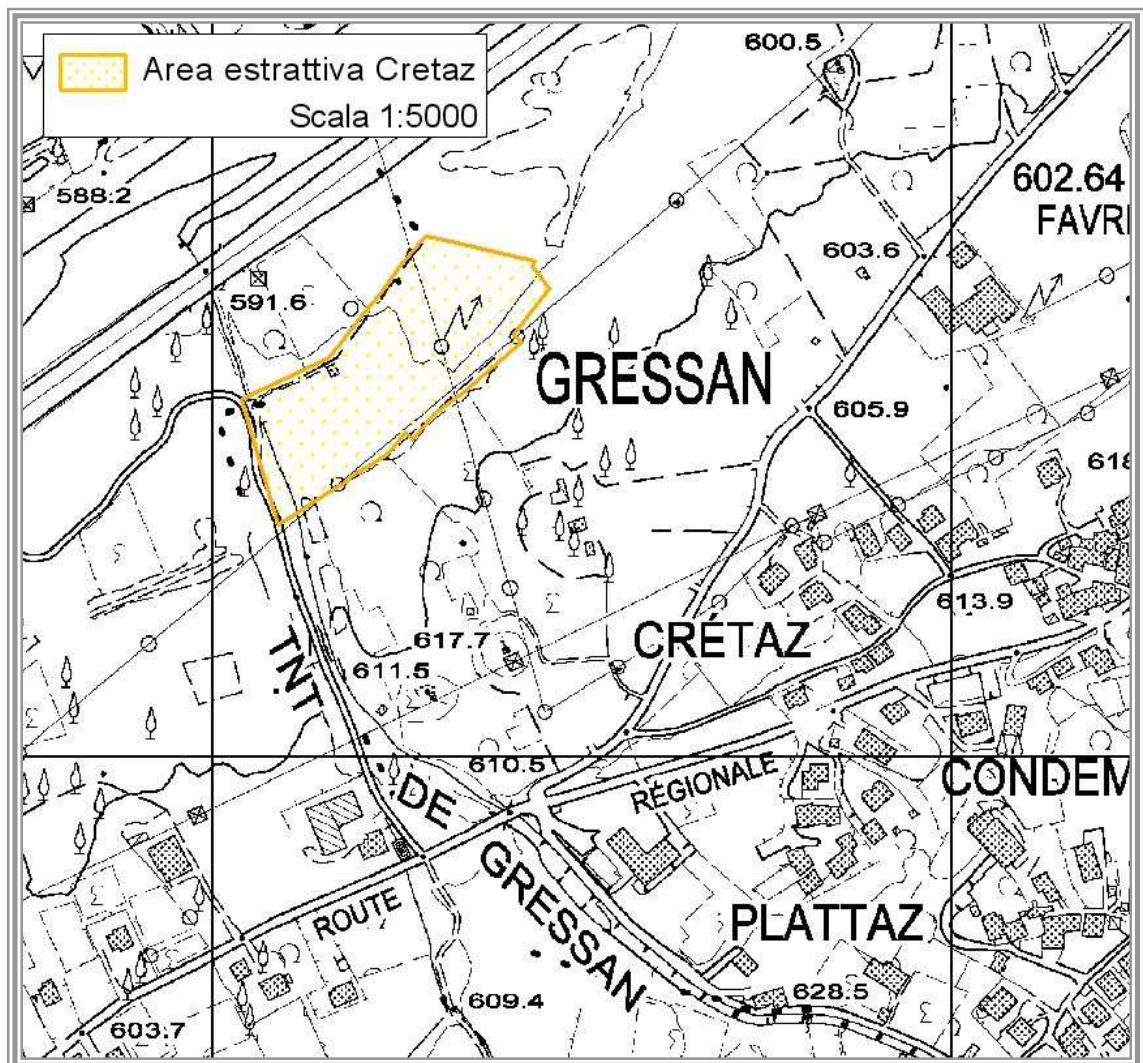 Area estrattiva Cretaz
Scala 1:5000
600.5
588.2
602.64
FAVRE
603.6
591.6
GRESSAN
605.9
618
613.9
CRÉTAZ
617.7
611.5
TNT.
DE
GRESSAN
610.5
RÉGIONALE
CONDEM
ROUTE
PLATTAZ
628.5
609.4
603.7